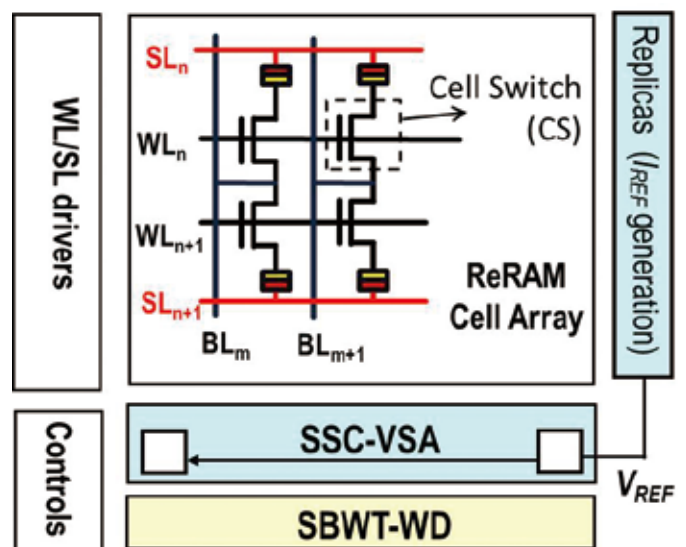 WL/SL drivers
SLn
WLn
WLn+1
SLn+1
BLm
BLm+1
Cell Switch
(CS)
ReRAM
Cell Array
Replicas (IREF generation)
Controls
SSC-VSA
VREF
SBWT-WD